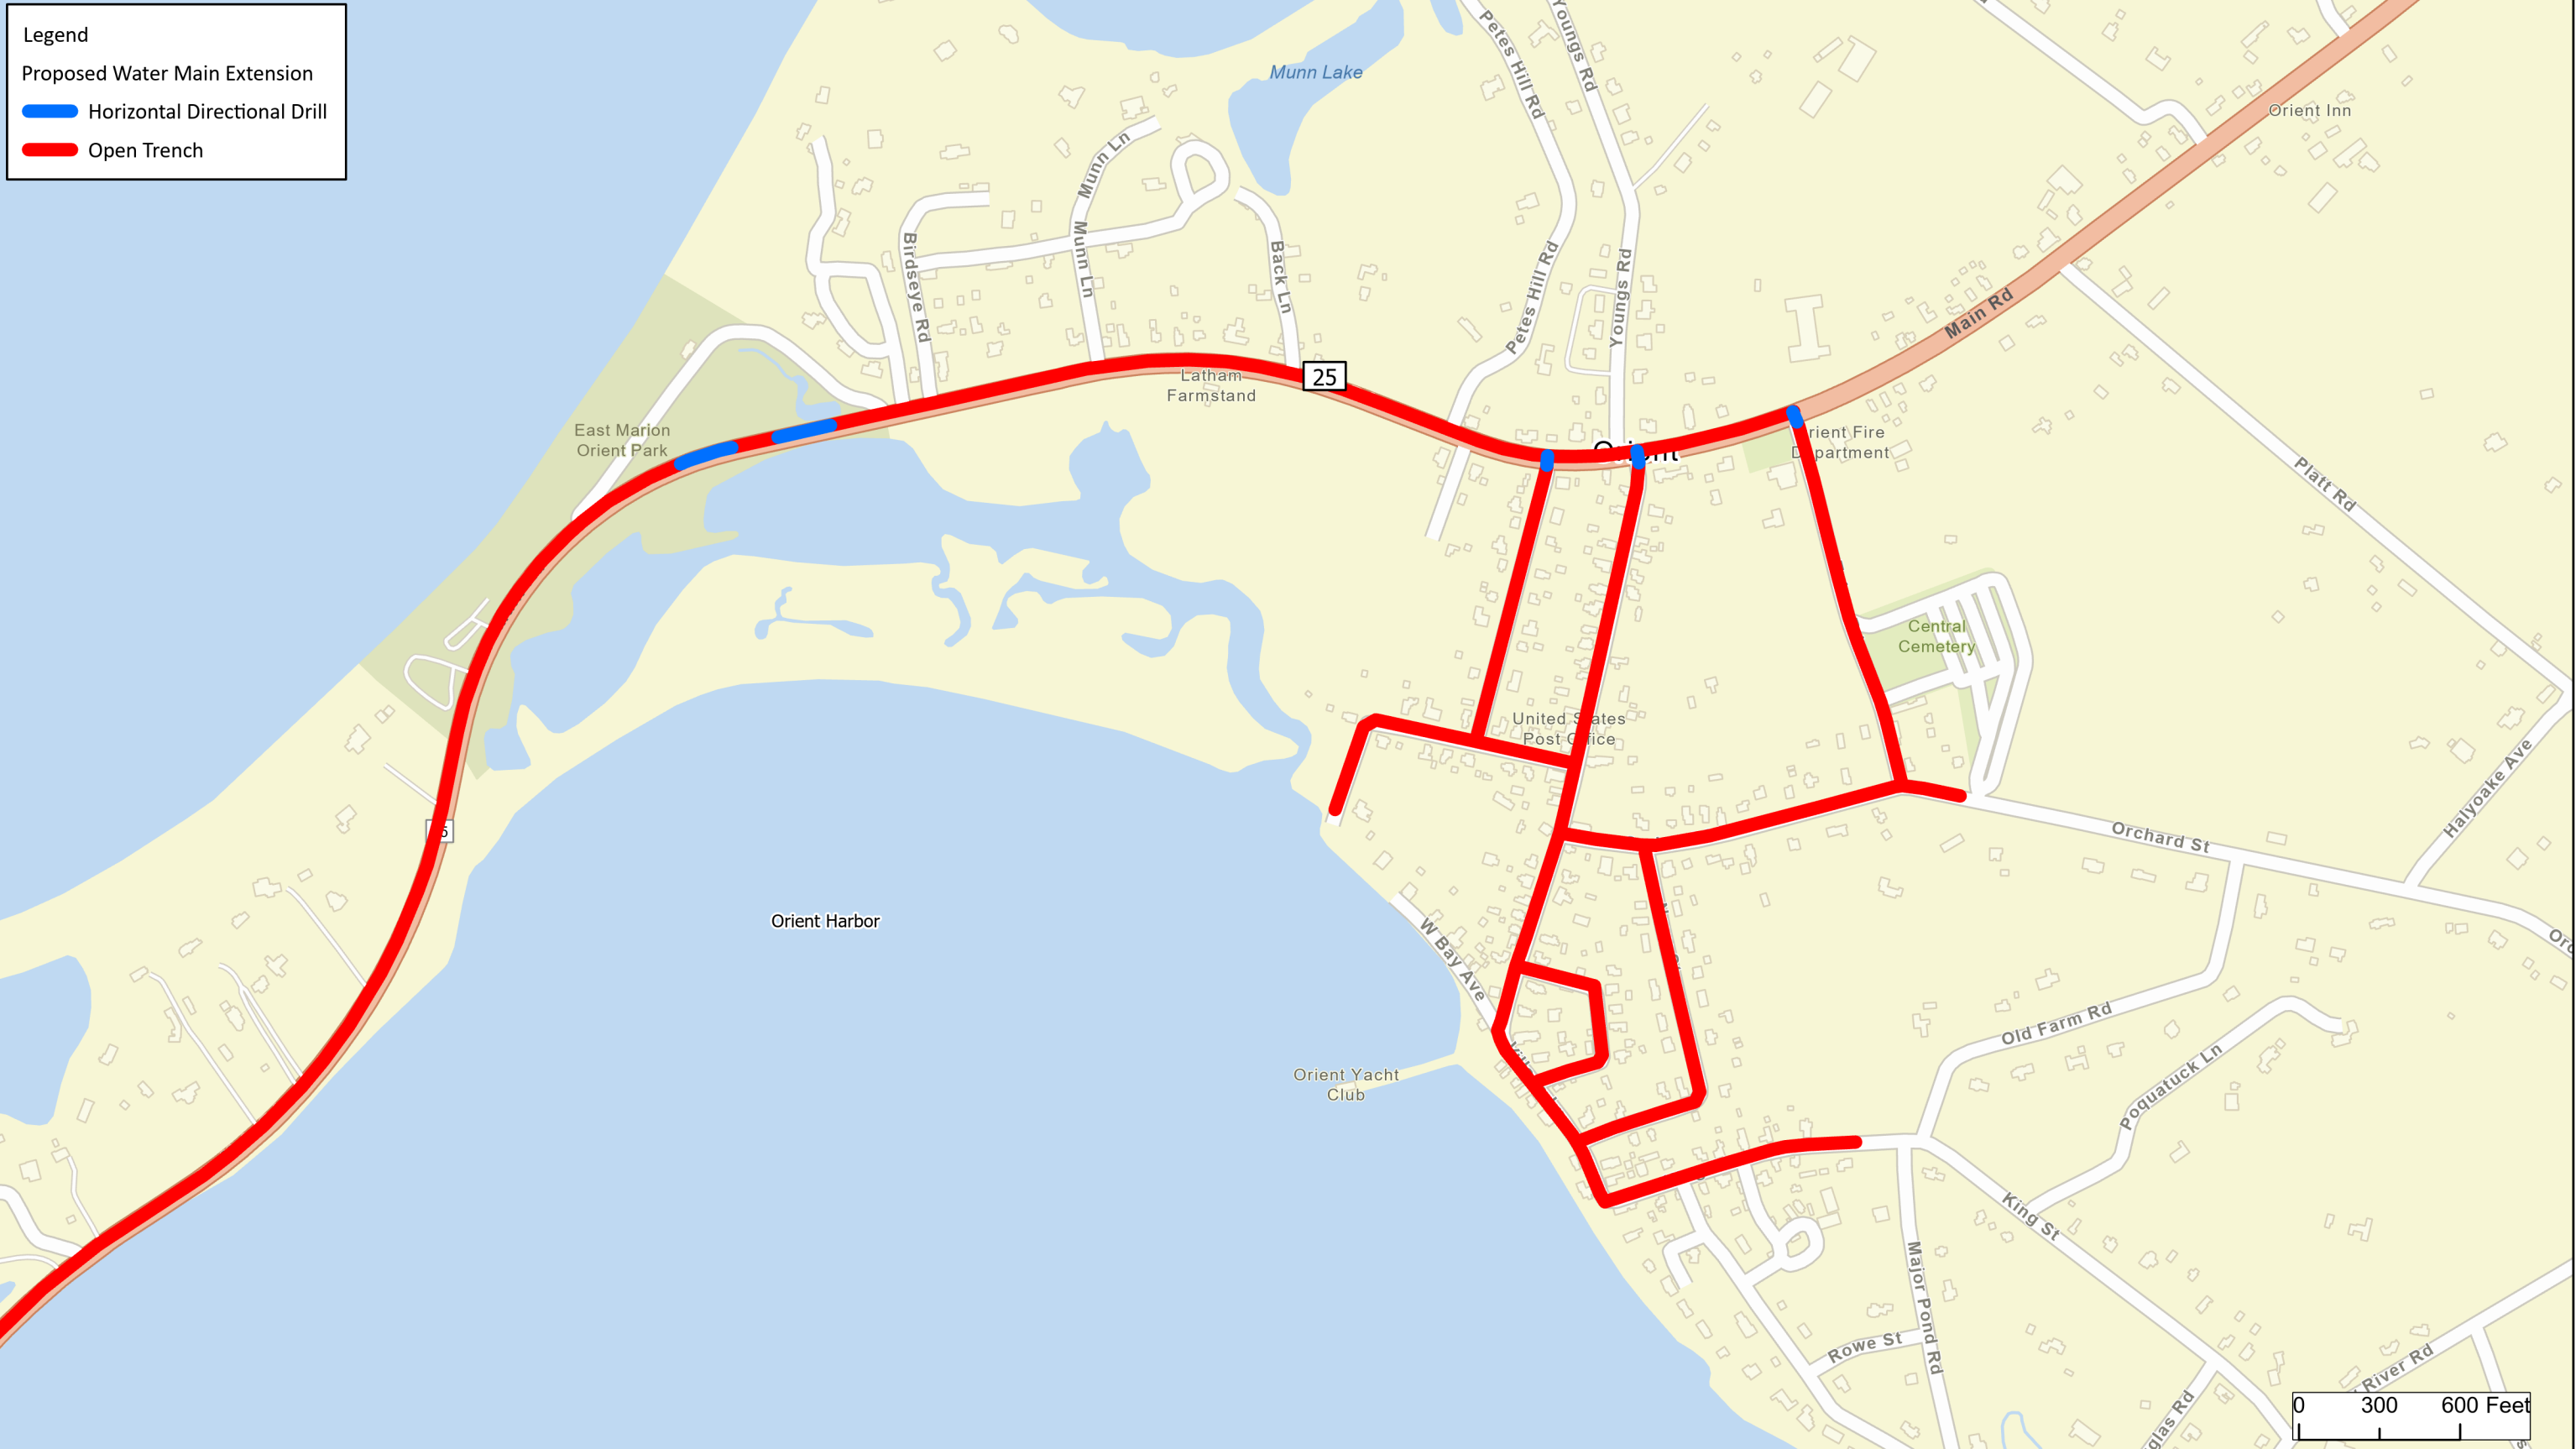 Legend
Proposed Water Main Extension
Horizontal Directional Drill
Open Trench
Munn Lake
Petes Hill Rd
Youngs Rd
Orient Inn
Munn Ln
Munn Ln
Birdseye Rd
Back Ln
Petes Hill Rd
Youngs Rd
Main Rd
25
Latham
Farmstand
East Marion
Orient Park
Fire
Platt Rd
Central
Cemetery
United
Post
Halyoake Ave
Orchard St
Orient Harbor
W Bay Ave
Old Farm Rd
Orient Yacht
Club
Poquatuck Ln
King St
Major Pond Rd
Rowe St
River Rd
0 300 600 Feet